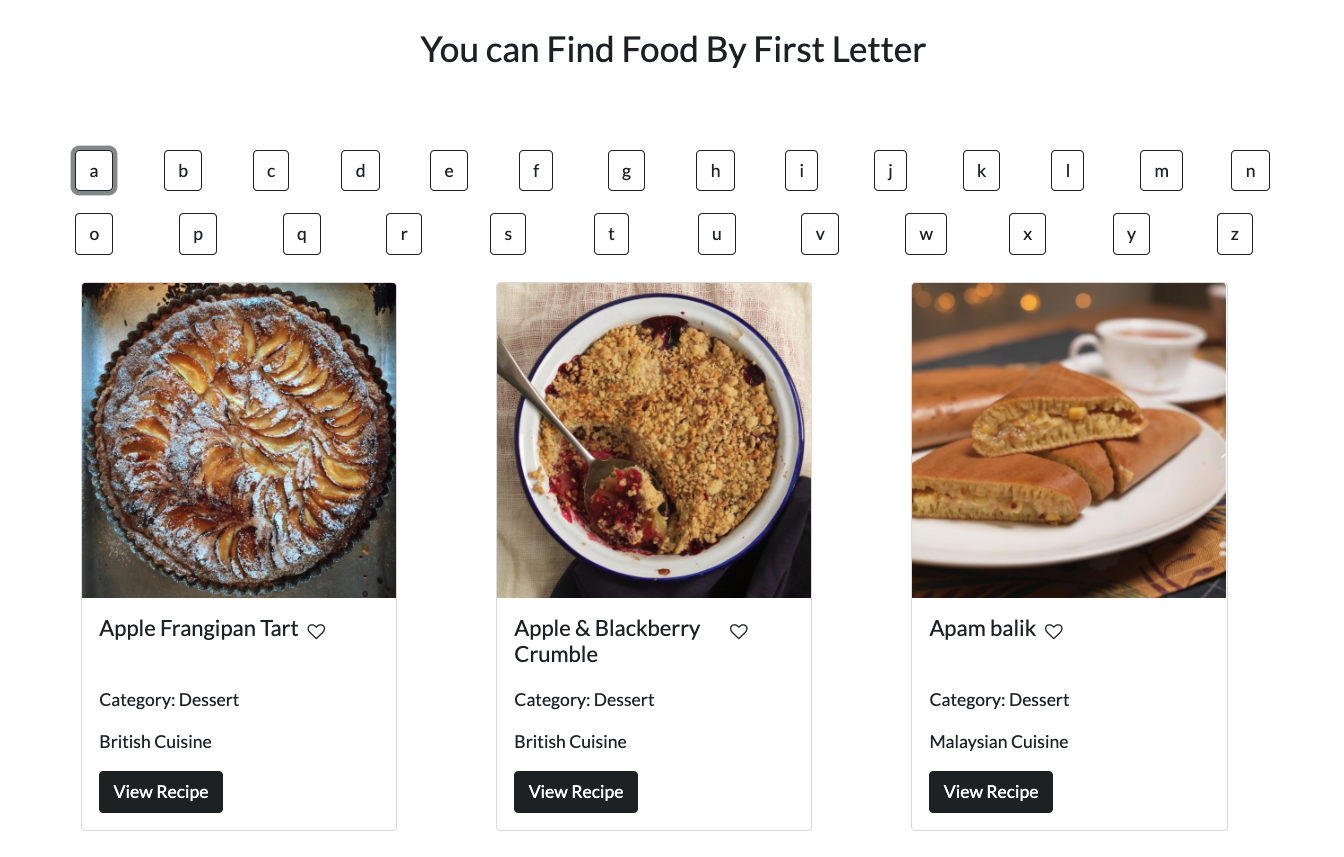 You can Find Food By First Letter
a b c d e f g h i j k l m n
o p q r s t u v w x y z
Apple Frangipan Tart
Category: Dessert
British Cuisine
View Recipe
Apple & Blackberry
Crumble
Category: Dessert
British Cuisine
View Recipe
Apam balik
Category: Dessert
Malaysian Cuisine
View Recipe